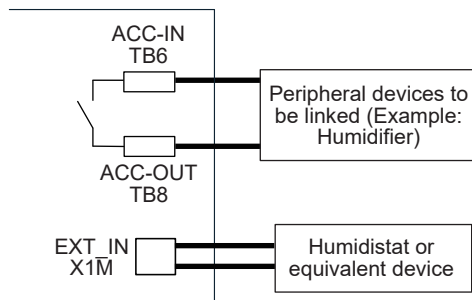 ACC-IN
TB6
Peripheral devices to
be linked (Example:
Humidifier)
ACC-OUT
TB8
EXT_IN
X1M
Humidistat or
equivalent device